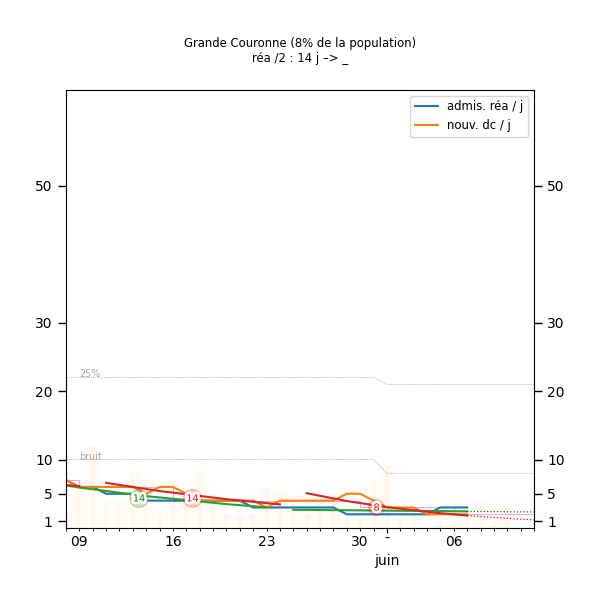 Grande Couronne (8% de la population)
réa /2 : 14 j –> _
admis. réa / j
nouv. dc / j
50 50
30 30
25%
20 20
bruit
10 10
5 5
14 14 8
1 1
09 16 23 30 - 06
juin